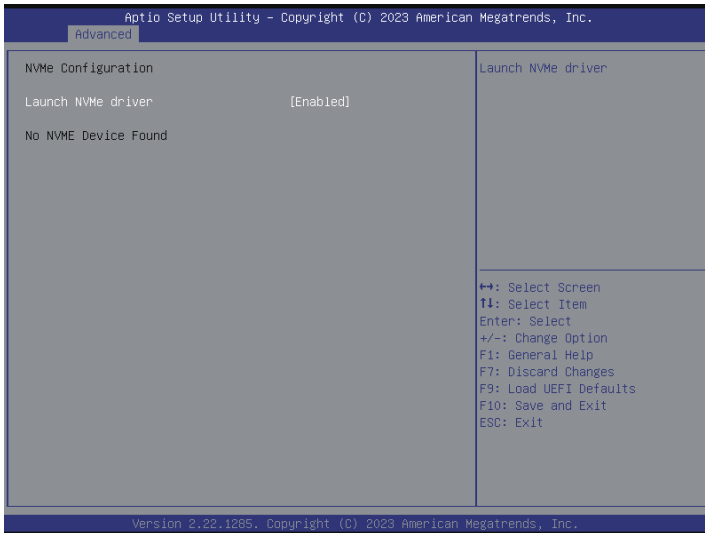 Aptio Setup Utility – Copyright (C) 2023 American Megatrends, Inc.
Advanced
NVMe Configuration
Launch NVMe driver [Enabled]
No NVME Device Found
Launch NVMe driver
↔: Select Screen
↑↓: Select Item
Enter: Select
+/-: Change Option
F1: General Help
F7: Discard Changes
F9: Load UEFI Defaults
F10: Save and Exit
ESC: Exit
Version 2.22.1285. Copyright (C) 2023 American Megatrends, Inc.